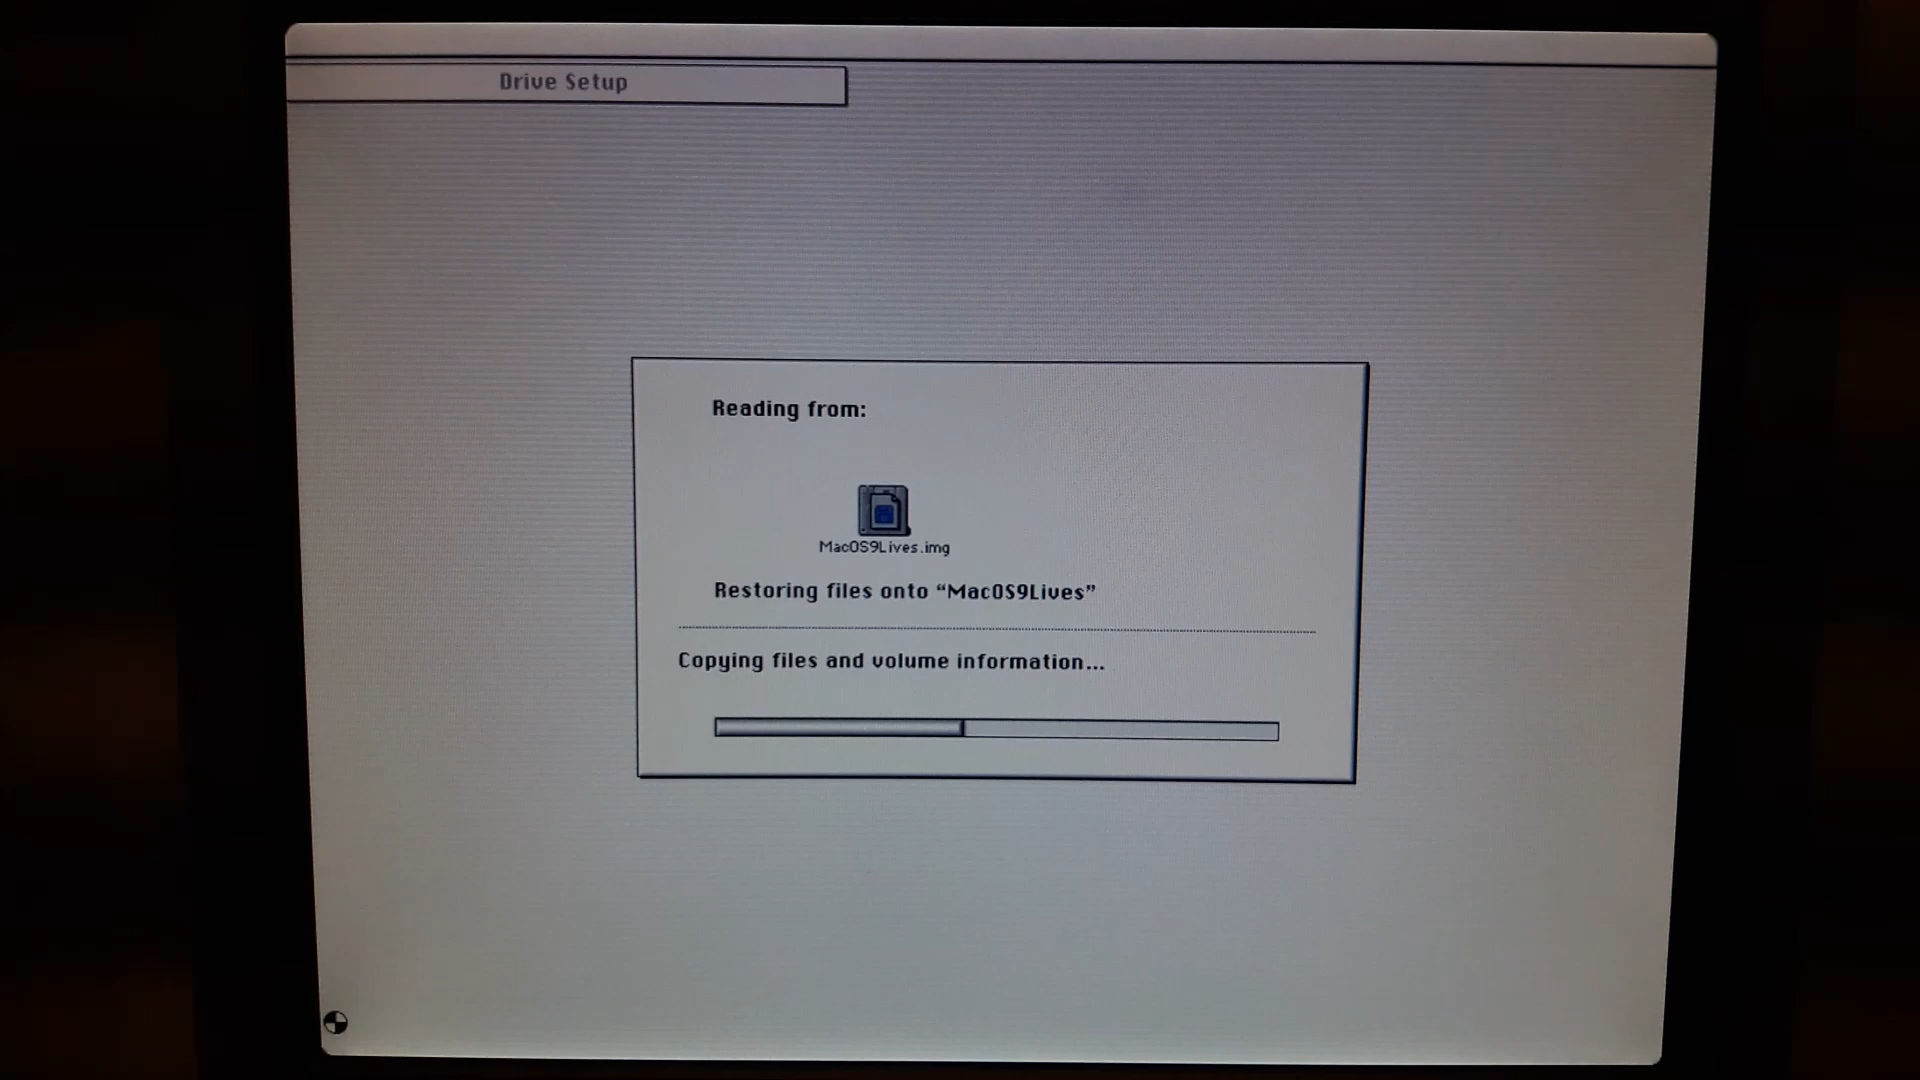 Drive Setup
Reading from:
MacOS9Lives.img
Restoring files onto “MacOS9Lives”
Copying files and volume information...